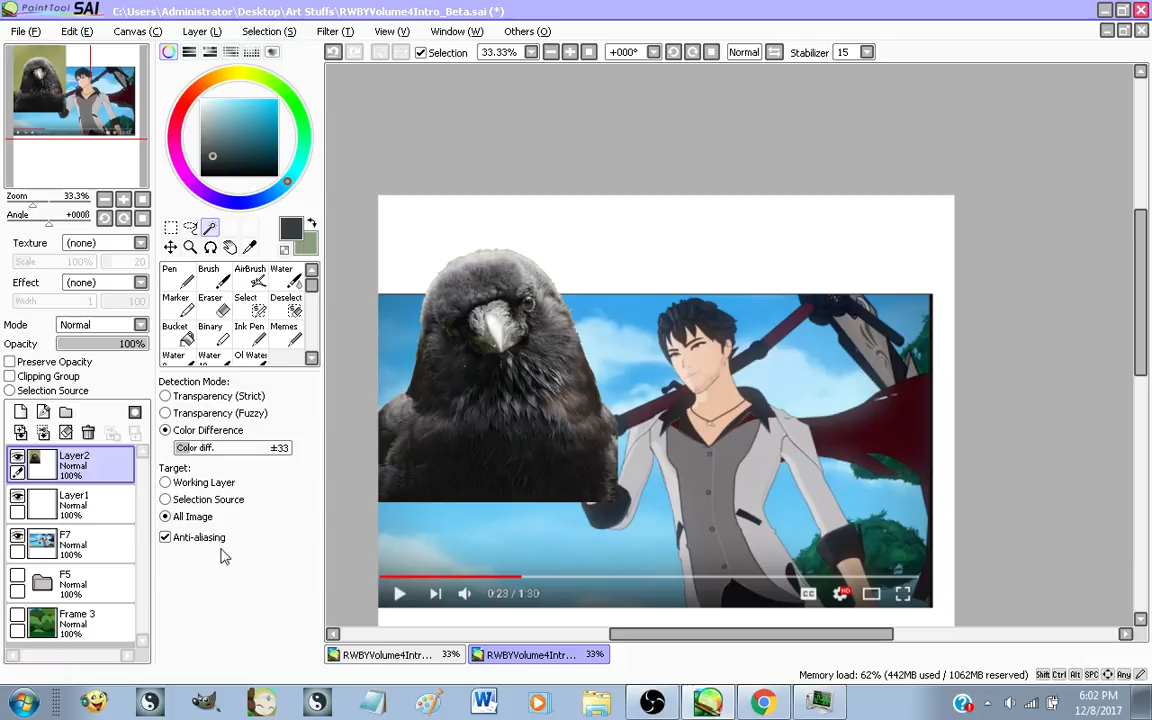 PaintTool SAI C:\Users\Administrator\Desktop\Art Stuffs\RWBYVolume4Intro_Beta.sai (*)
File (F) Edit (E) Canvas (C) Layer (L) Selection (S) Filter (T) View (V) Window (W) Others (O)
Selection 33.33% +000° Normal Stabilizer 15
Zoom 33.3%
Angle +000θ
Texture (none)
Scale 100% 20
Effect (none)
Width 1 100
Mode Normal
Opacity 100%
Preserve Opacity
Clipping Group
Selection Source
Layer2
Normal
100%
Layer1
Normal
100%
F7
Normal
100%
F5
Normal
100%
Frame 3
Normal
100%
Pen Brush AirBrush Water
Marker Eraser Select Deselect
Bucket Binary Ink Pen Memes
Water Water Ol Water
Detection Mode:
Transparency (Strict)
Transparency (Fuzzy)
Color Difference
Color diff. ±33
Target:
Working Layer
Selection Source
All Image
Anti-aliasing
0:23 / 1:30 CC HD
RWBYVolume4Intr... 33% RWBYVolume4Intr... 33%
Memory load: 62% (442MB used / 1062MB reserved) Shift Ctrl Alt SPC Any
W 6:02 PM
12/8/2017